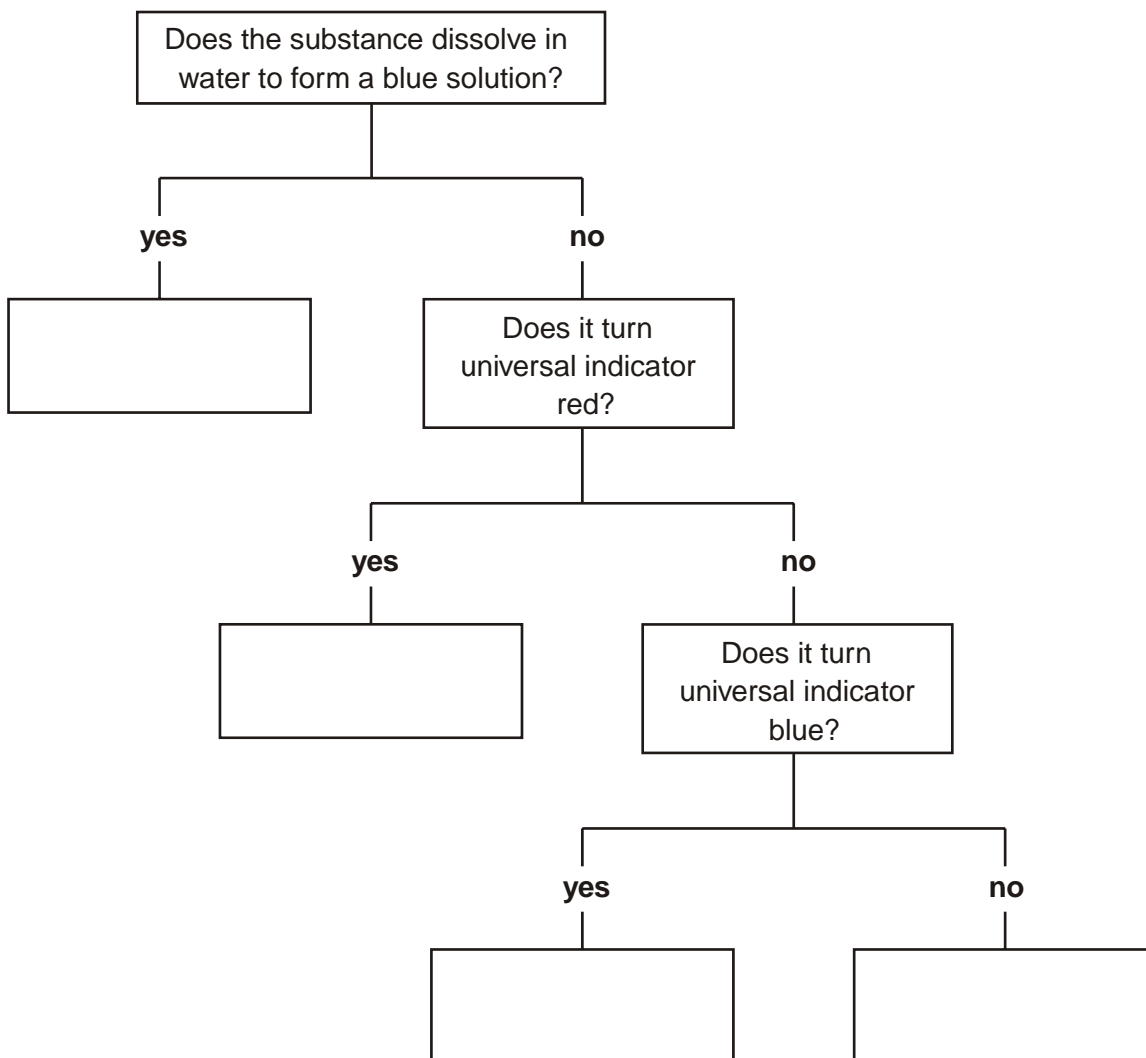 Does the substance dissolve in
water to form a blue solution?
yes
no
Does it turn
universal indicator
red?
yes
no
Does it turn
universal indicator
blue?
yes
no